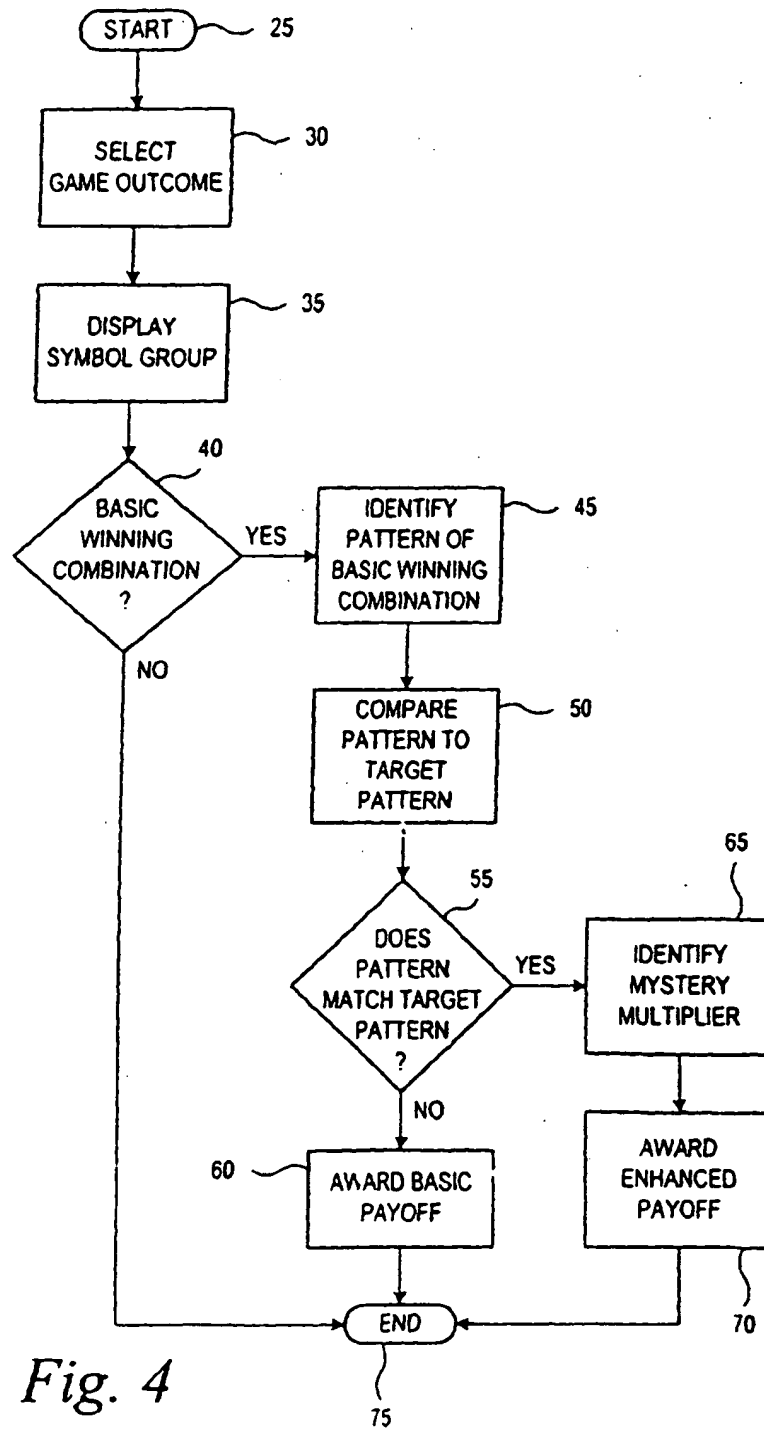 START
25
SELECT
GAME OUTCOME
30
DISPLAY
SYMBOL GROUP
35
BASIC
WINNING
COMBINATION
?
40
YES
NO
IDENTIFY
PATTERN OF
BASIC WINNING
COMBINATION
45
COMPARE
PATTERN TO
TARGET
PATTERN
50
DOES
PATTERN
MATCH TARGET
PATTERN
?
55
YES
NO
IDENTIFY
MYSTERY
MULTIPLIER
65
60
AWARD BASIC
PAYOFF
AWARD
ENHANCED
PAYOFF
70
END
75
Fig. 4